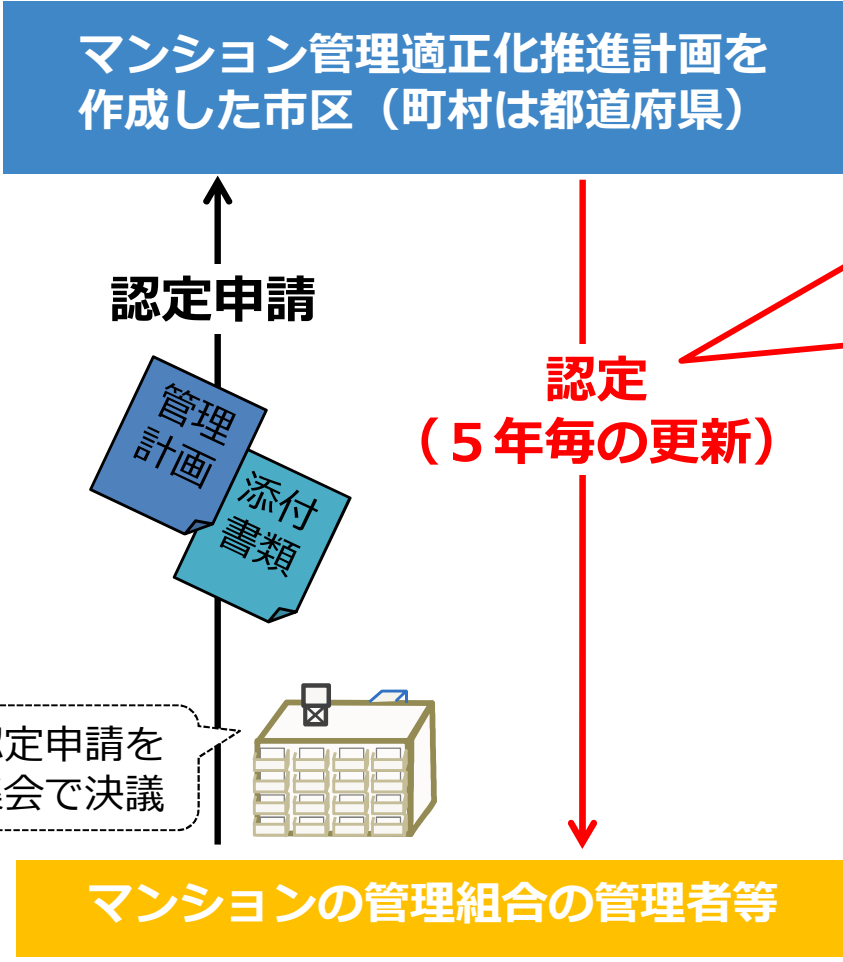 マンション管理適正化推進計画を
作成した市区（町村は都道府県）
認定申請
管理
計画
添付
書類
認定
（５年毎の更新）
定申請を
会で決議
マンションの管理組合の管理者等